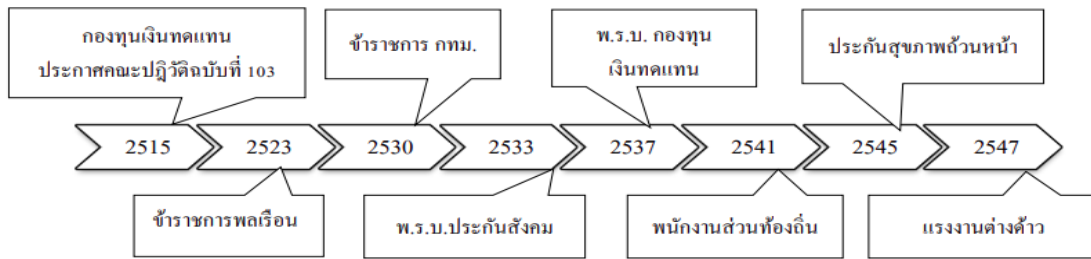 กองทุนเงินทดแทน
ประกาศคณะปฎิวัติฉบับที่ 103
ข้าราชการ กทม.
พ.ร.บ. กองทุน
เงินทดแทน
ประกันสุขภาพถ้วนหน้า
2515 2523 2530 2533 2537 2541 2545 2547
ข้าราชการพลเรือน
พ.ร.บ.ประกันสังคม
พนักงานส่วนท้องถิ่น
แรงงานต่างด้าว